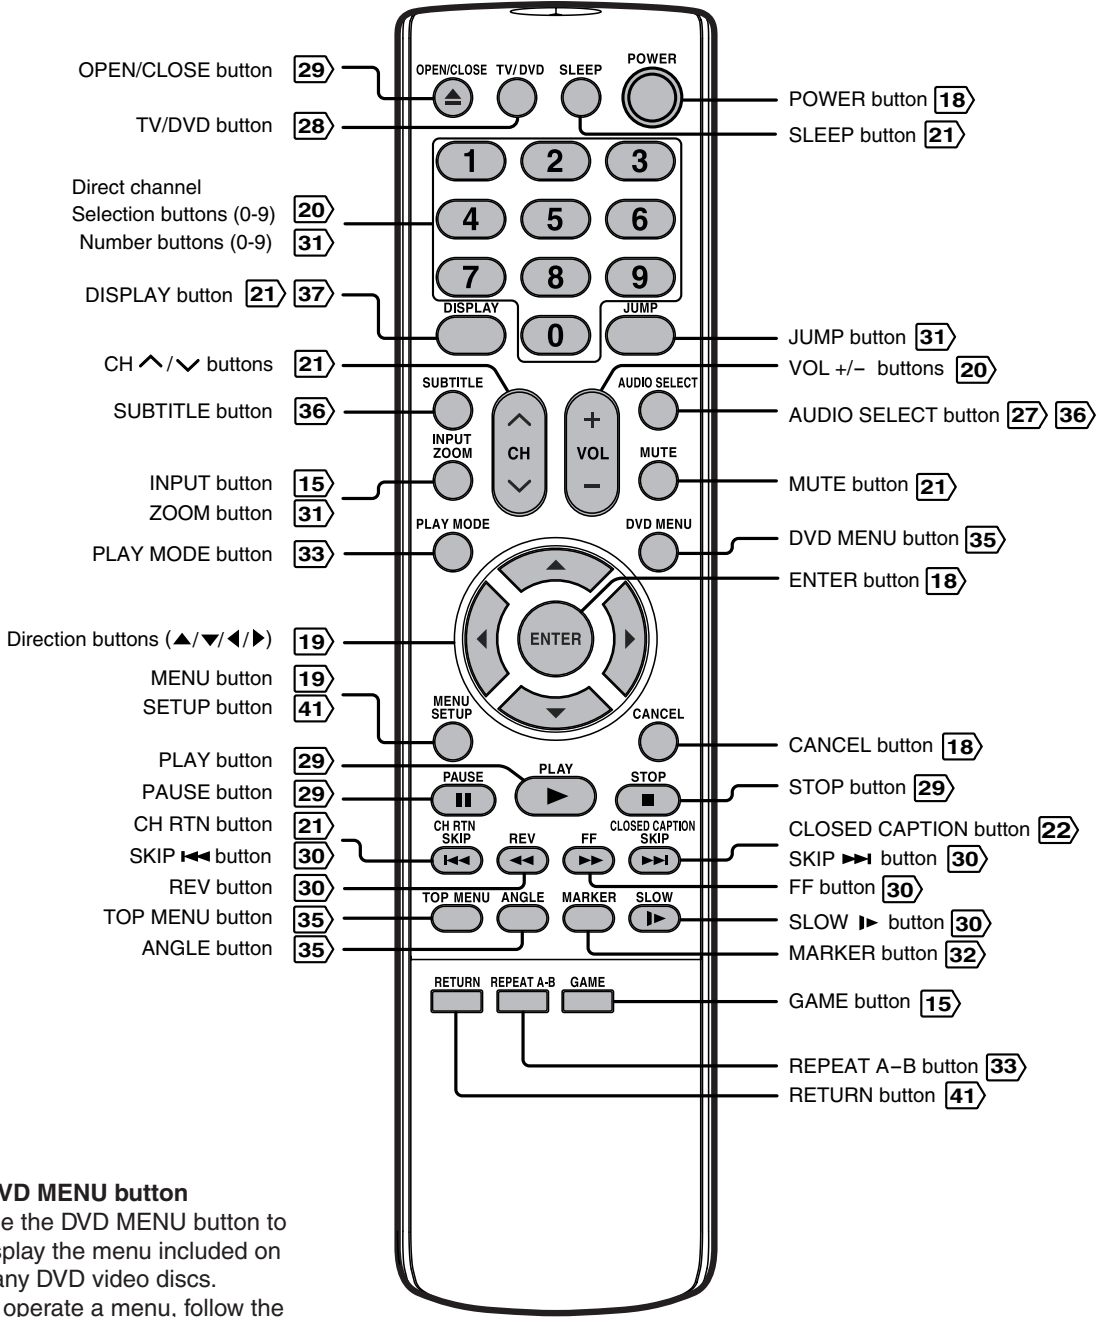 OPEN/CLOSE button 29
TV/DVD button 28
Direct channel
Selection buttons (0-9) 20
Number buttons (0-9) 31
DISPLAY button 21 37
CH / buttons 21
SUBTITLE button 36
INPUT button 15
ZOOM button 31
PLAY MODE button 33
Direction buttons (▲/▼/◀/▶) 19
MENU button 19
SETUP button 41
PLAY button 29
PAUSE button 29
CH RTN button 21
SKIP ⏮ button 30
REV button 30
TOP MENU button 35
ANGLE button 35
OPEN/CLOSE TV/DVD SLEEP POWER
1 2 3
4 5 6
7 8 9
DISPLAY 0 JUMP
SUBTITLE AUDIO SELECT
INPUT
ZOOM CH + VOL − MUTE
PLAY MODE DVD MENU
ENTER
MENU
SETUP CANCEL
PAUSE PLAY STOP
CH RTN CLOSED CAPTION
SKIP REV FF SKIP
TOP MENU ANGLE MARKER SLOW
RETURN REPEAT A-B GAME
POWER button 18
SLEEP button 21
JUMP button 31
VOL +/− buttons 20
AUDIO SELECT button 27 36
MUTE button 21
DVD MENU button 35
ENTER button 18
CANCEL button 18
STOP button 29
CLOSED CAPTION button 22
SKIP ⏭ button 30
FF button 30
SLOW button 30
MARKER button 32
GAME button 15
REPEAT A−B button 33
RETURN button 41
VD MENU button
e the DVD MENU button to
splay the menu included on
any DVD video discs.
operate a menu, follow the